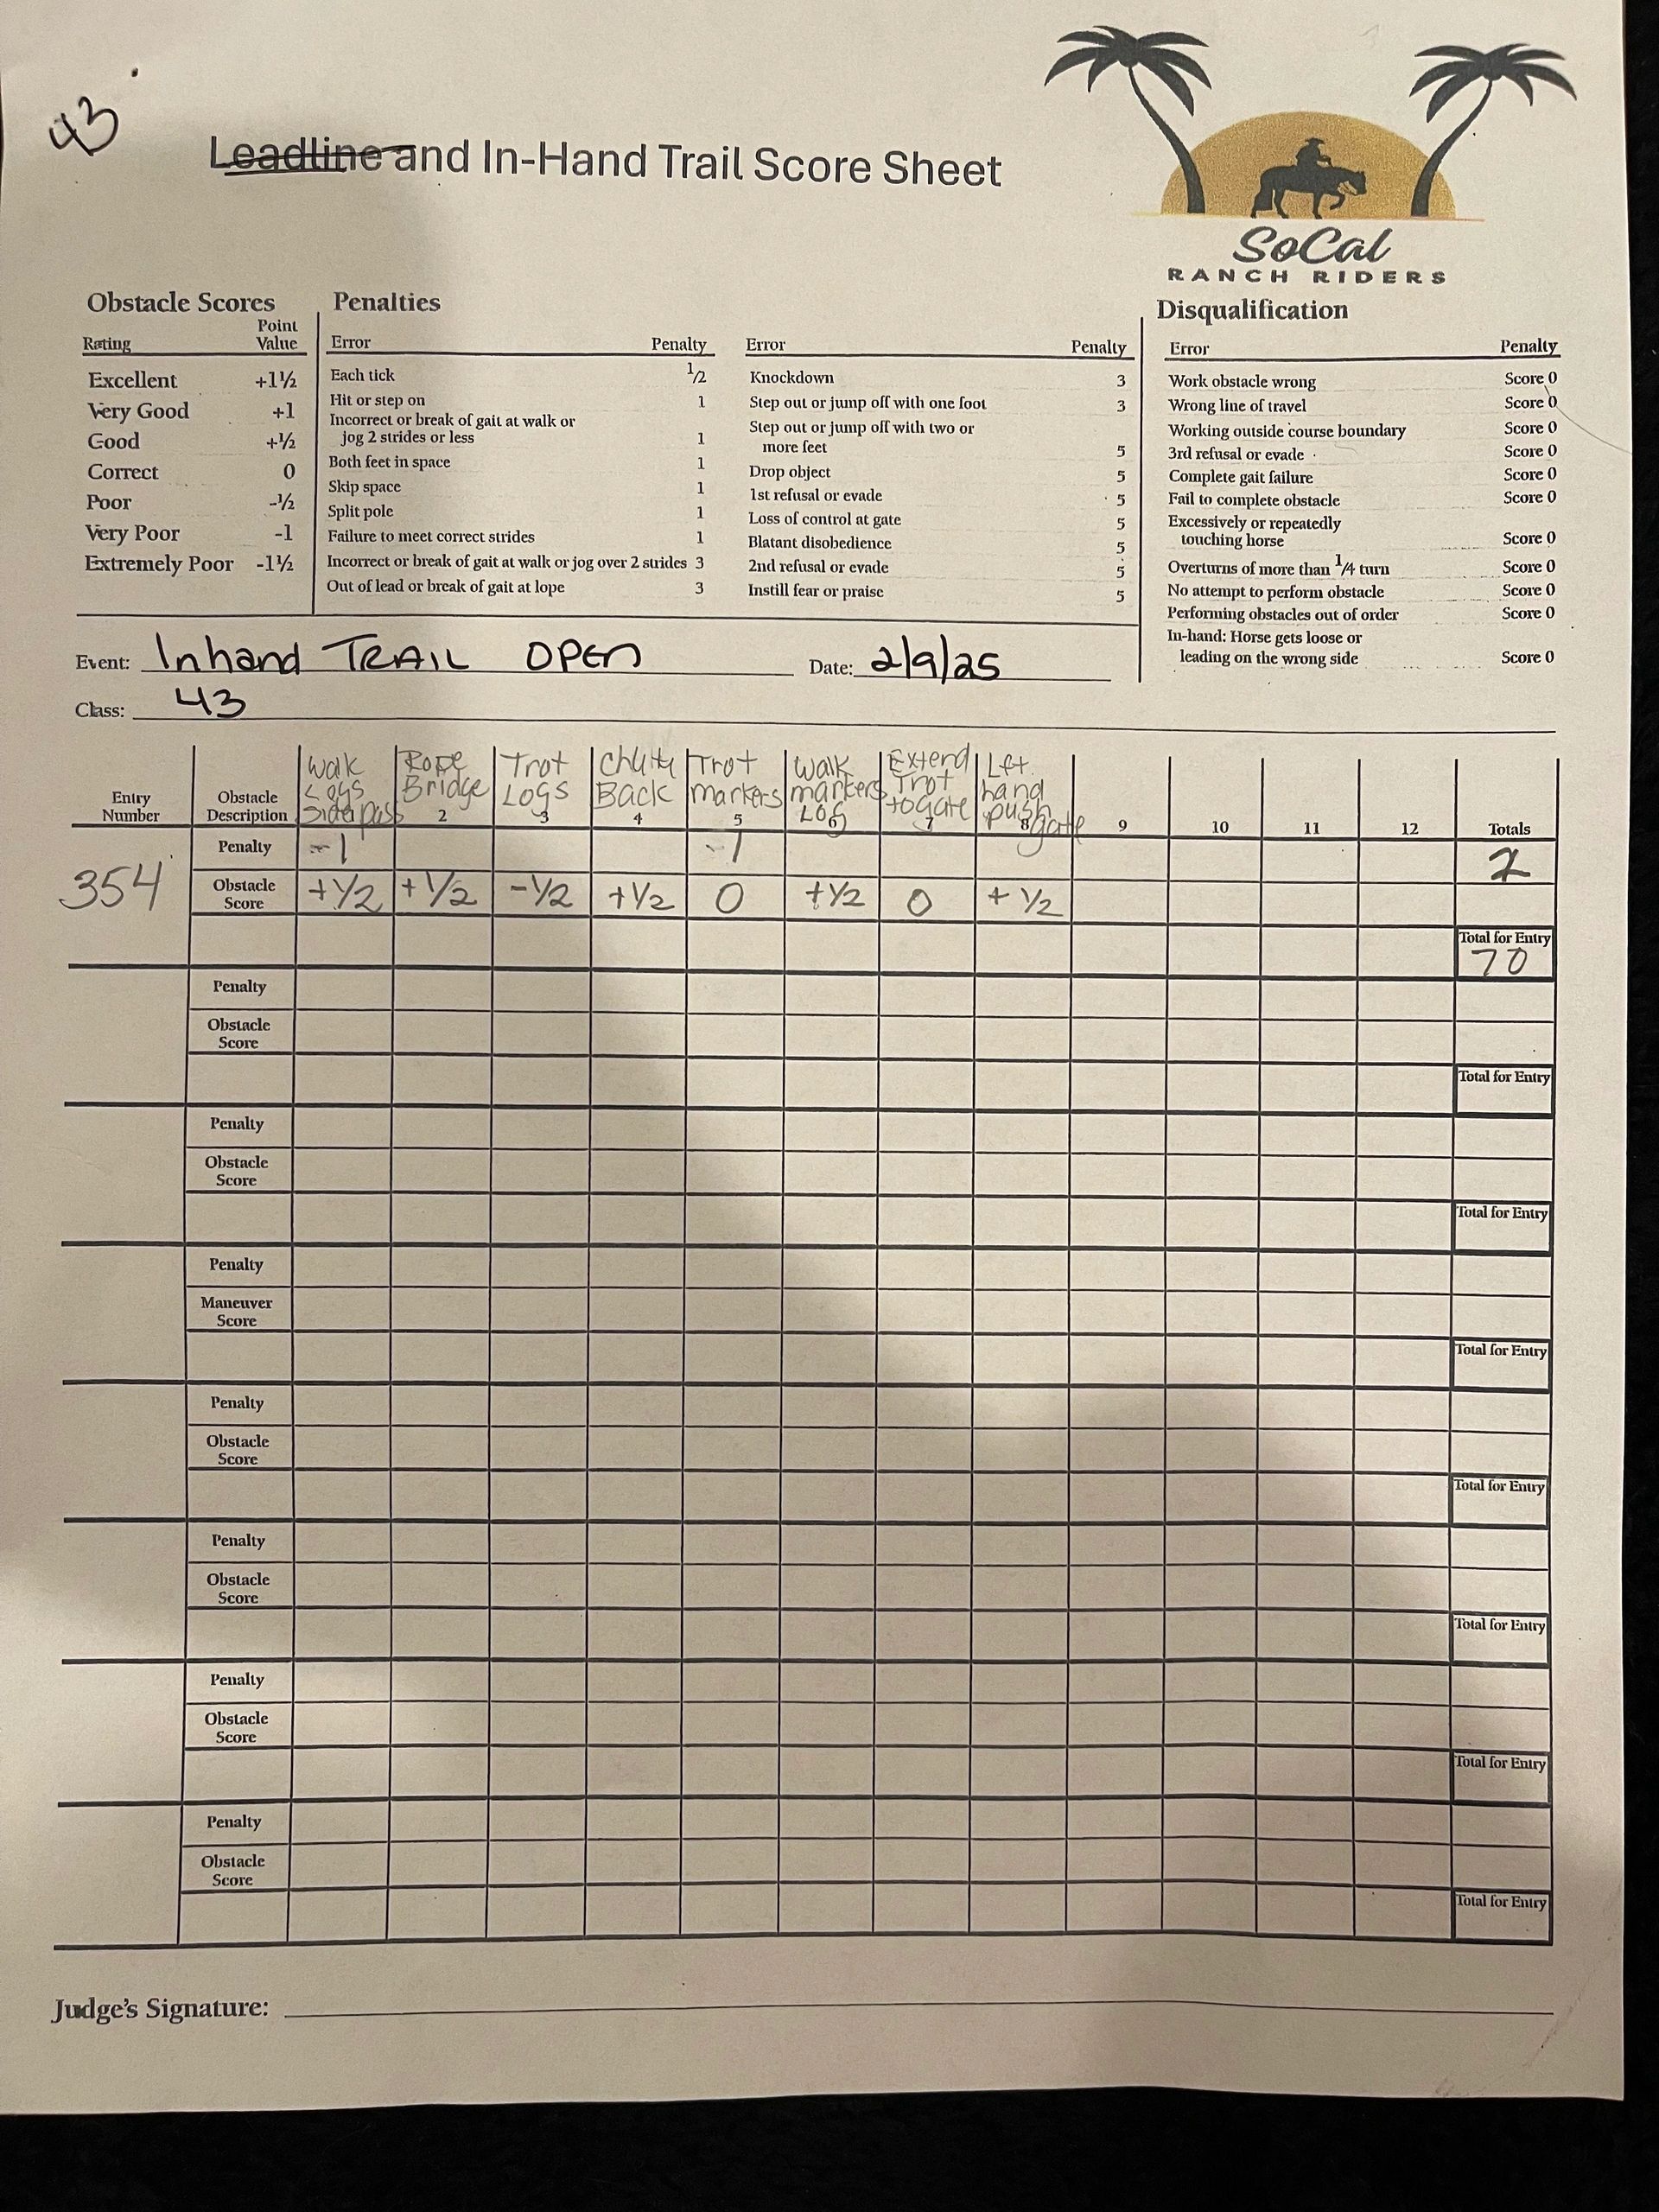 43
Leadline and In-Hand Trail Score Sheet
SoCal
RANCH RIDERS
Obstacle Scores
Rating Point Value
Excellent +1½
Very Good +1
Good +½
Correct 0
Poor -½
Very Poor -1
Extremely Poor -1½
Penalties
Error Penalty
Each tick 1/2
Hit or step on 1
Incorrect or break of gait at walk or
jog 2 strides or less 1
Both feet in space 1
Skip space 1
Split pole 1
Failure to meet correct strides 1
Incorrect or break of gait at walk or jog over 2 strides 3
Out of lead or break of gait at lope 3
Error Penalty
Knockdown 3
Step out or jump off with one foot 3
Step out or jump off with two or
more feet 5
Drop object 5
1st refusal or evade 5
Loss of control at gate 5
Blatant disobedience 5
2nd refusal or evade 5
Instill fear or praise 5
Disqualification
Error Penalty
Work obstacle wrong Score 0
Wrong line of travel Score 0
Working outside course boundary Score 0
3rd refusal or evade Score 0
Complete gait failure Score 0
Fail to complete obstacle Score 0
Excessively or repeatedly
touching horse Score 0
Overturns of more than 1/4 turn Score 0
No attempt to perform obstacle Score 0
Performing obstacles out of order Score 0
In-hand: Horse gets loose or
leading on the wrong side Score 0
Event: Inhand TRAIL OPEN Date: 2/9/25
Class: 43
Entry Number
Obstacle Description
Walk Logs Sidepass
Rope Bridge 2
Trot Logs 3
Chute Back 4
Trot markers 5
Walk markers Log 6
Extend Trot to Gate 7
Lft hand push gate 8
9 10 11 12 Totals
354
Penalty -1 -1 2
Obstacle Score +1/2 +1/2 -1/2 +1/2 0 +1/2 0 +1/2
Total for Entry
70
Penalty
Obstacle Score
Total for Entry
Penalty
Obstacle Score
Total for Entry
Penalty
Maneuver Score
Total for Entry
Penalty
Obstacle Score
Total for Entry
Penalty
Obstacle Score
Total for Entry
Penalty
Obstacle Score
Total for Entry
Penalty
Obstacle Score
Total for Entry
Judge's Signature: